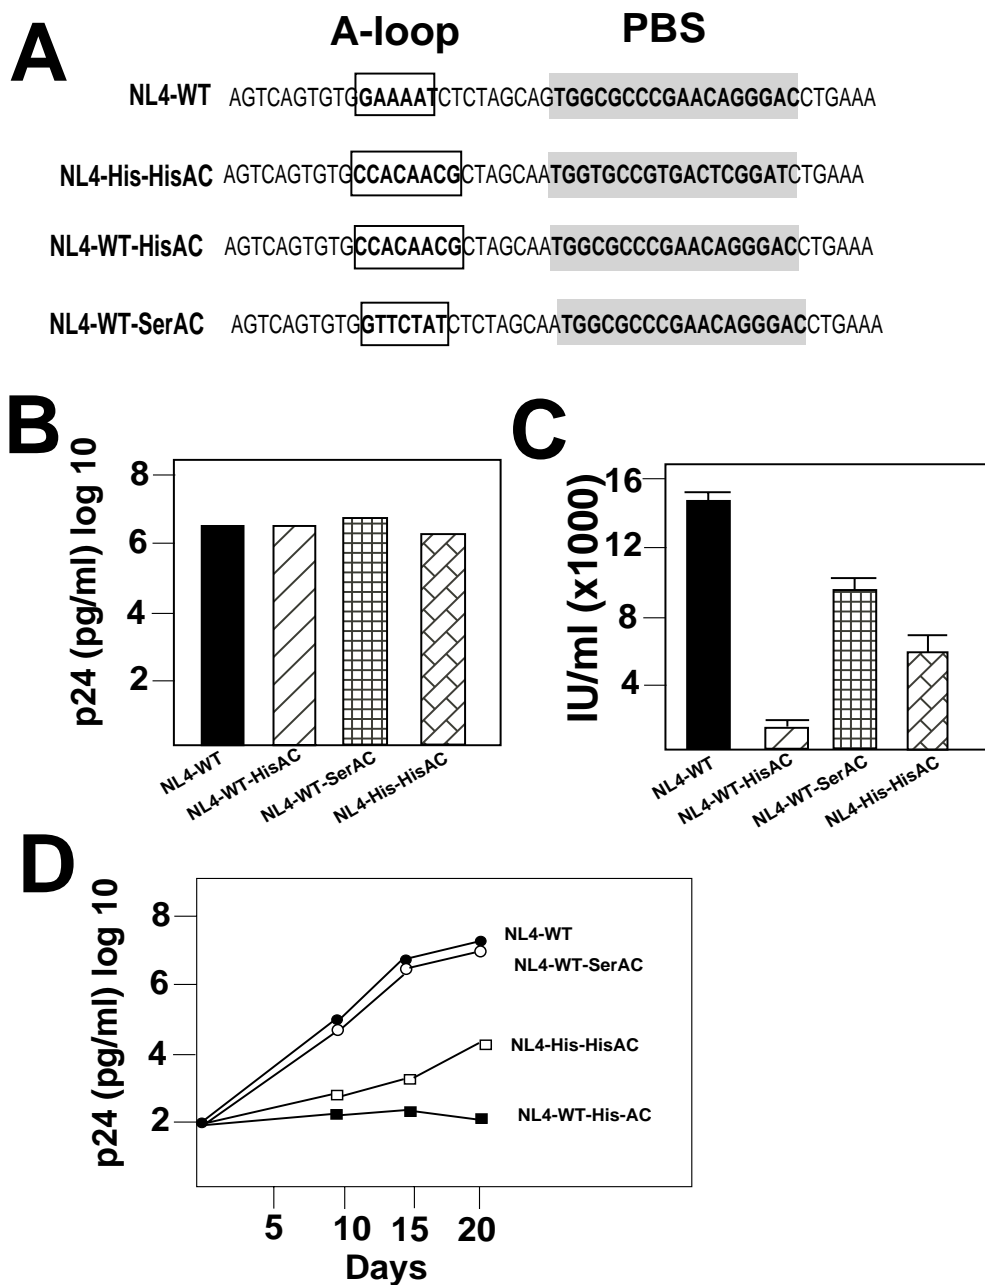 A
A-loop PBS
NL4-WT AGTCAGTGTGGAAAATCTCTAGCAGTGGCGCCCGAACAGGGACCTGAAA
NL4-His-HisAC AGTCAGTGTGCCACAACGCTAGCAATGGTGCCGTGACTCGGATCTGAAA
NL4-WT-HisAC AGTCAGTGTGCCACAACGCTAGCAATGGCGCCCGAACAGGGACCTGAAA
NL4-WT-SerAC AGTCAGTGTGGTTCTATCTCTAGCAATGGCGCCCGAACAGGGACCTGAAA
B
p24 (pg/ml) log 10
8
6
4
2
NL4-WT
NL4-WT-HisAC
NL4-WT-SerAC
NL4-His-HisAC
C
IU/ml (x1000)
16
12
8
4
NL4-WT
NL4-WT-HisAC
NL4-WT-SerAC
NL4-His-HisAC
D
p24 (pg/ml) log 10
8
6
4
2
NL4-WT
NL4-WT-SerAC
NL4-His-HisAC
NL4-WT-His-AC
5 10 15 20
Days